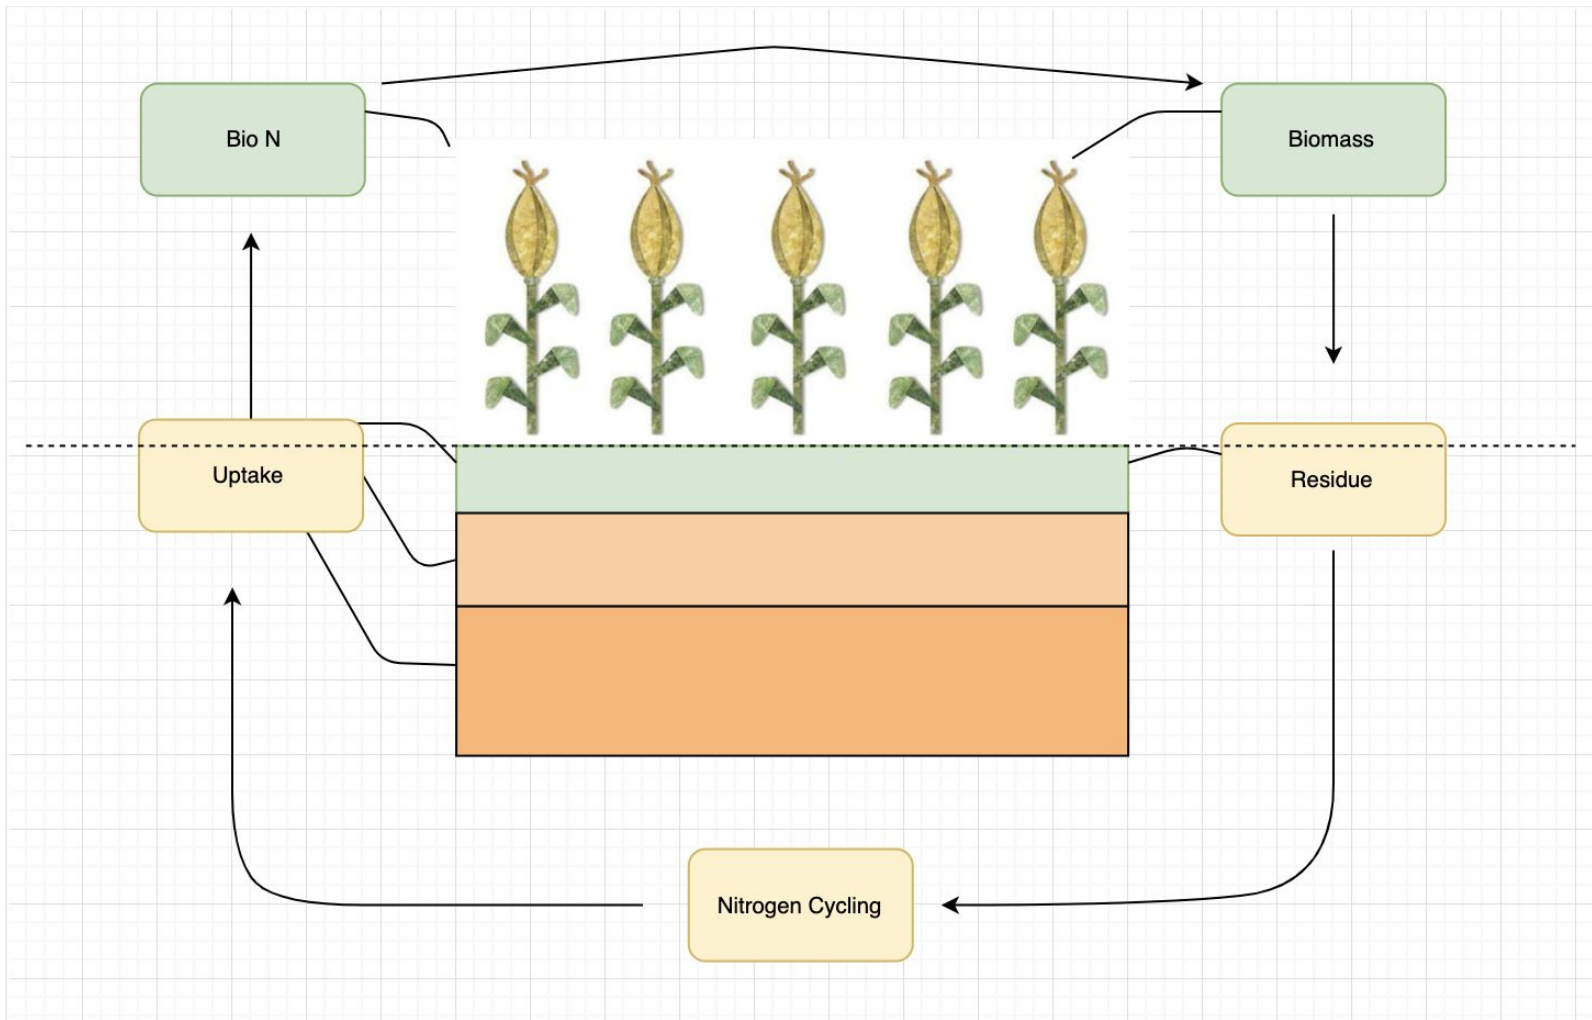 Bio N
Biomass
Uptake
Residue
Nitrogen Cycling